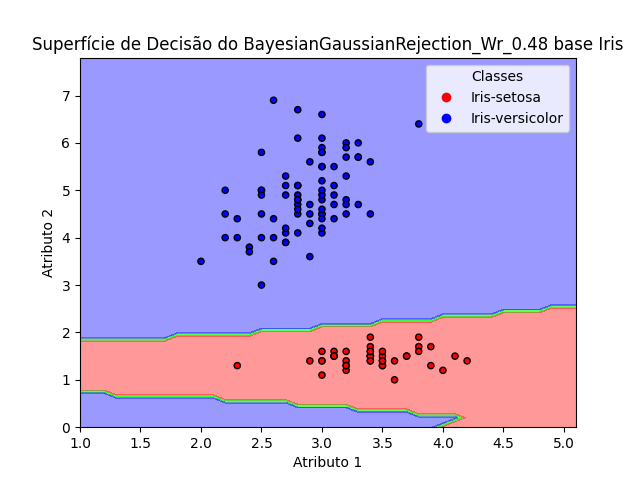 Superfície de Decisão do BayesianGaussianRejection_Wr_0.48 base Iris
Classes
Iris-setosa
Iris-versicolor
Atributo 2
7
6
5
4
3
2
1
0
1.0 1.5 2.0 2.5 3.0 3.5 4.0 4.5 5.0
Atributo 1